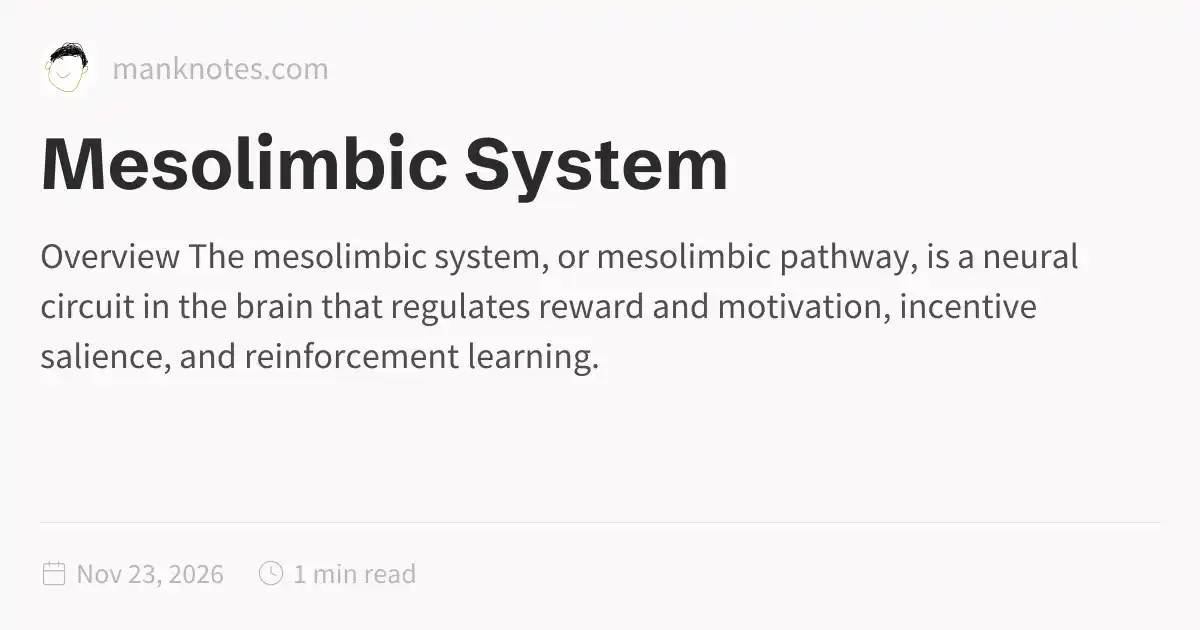 manknotes.com
Mesolimbic System
Overview The mesolimbic system, or mesolimbic pathway, is a neural
circuit in the brain that regulates reward and motivation, incentive
salience, and reinforcement learning.
Nov 23, 2026 1 min read